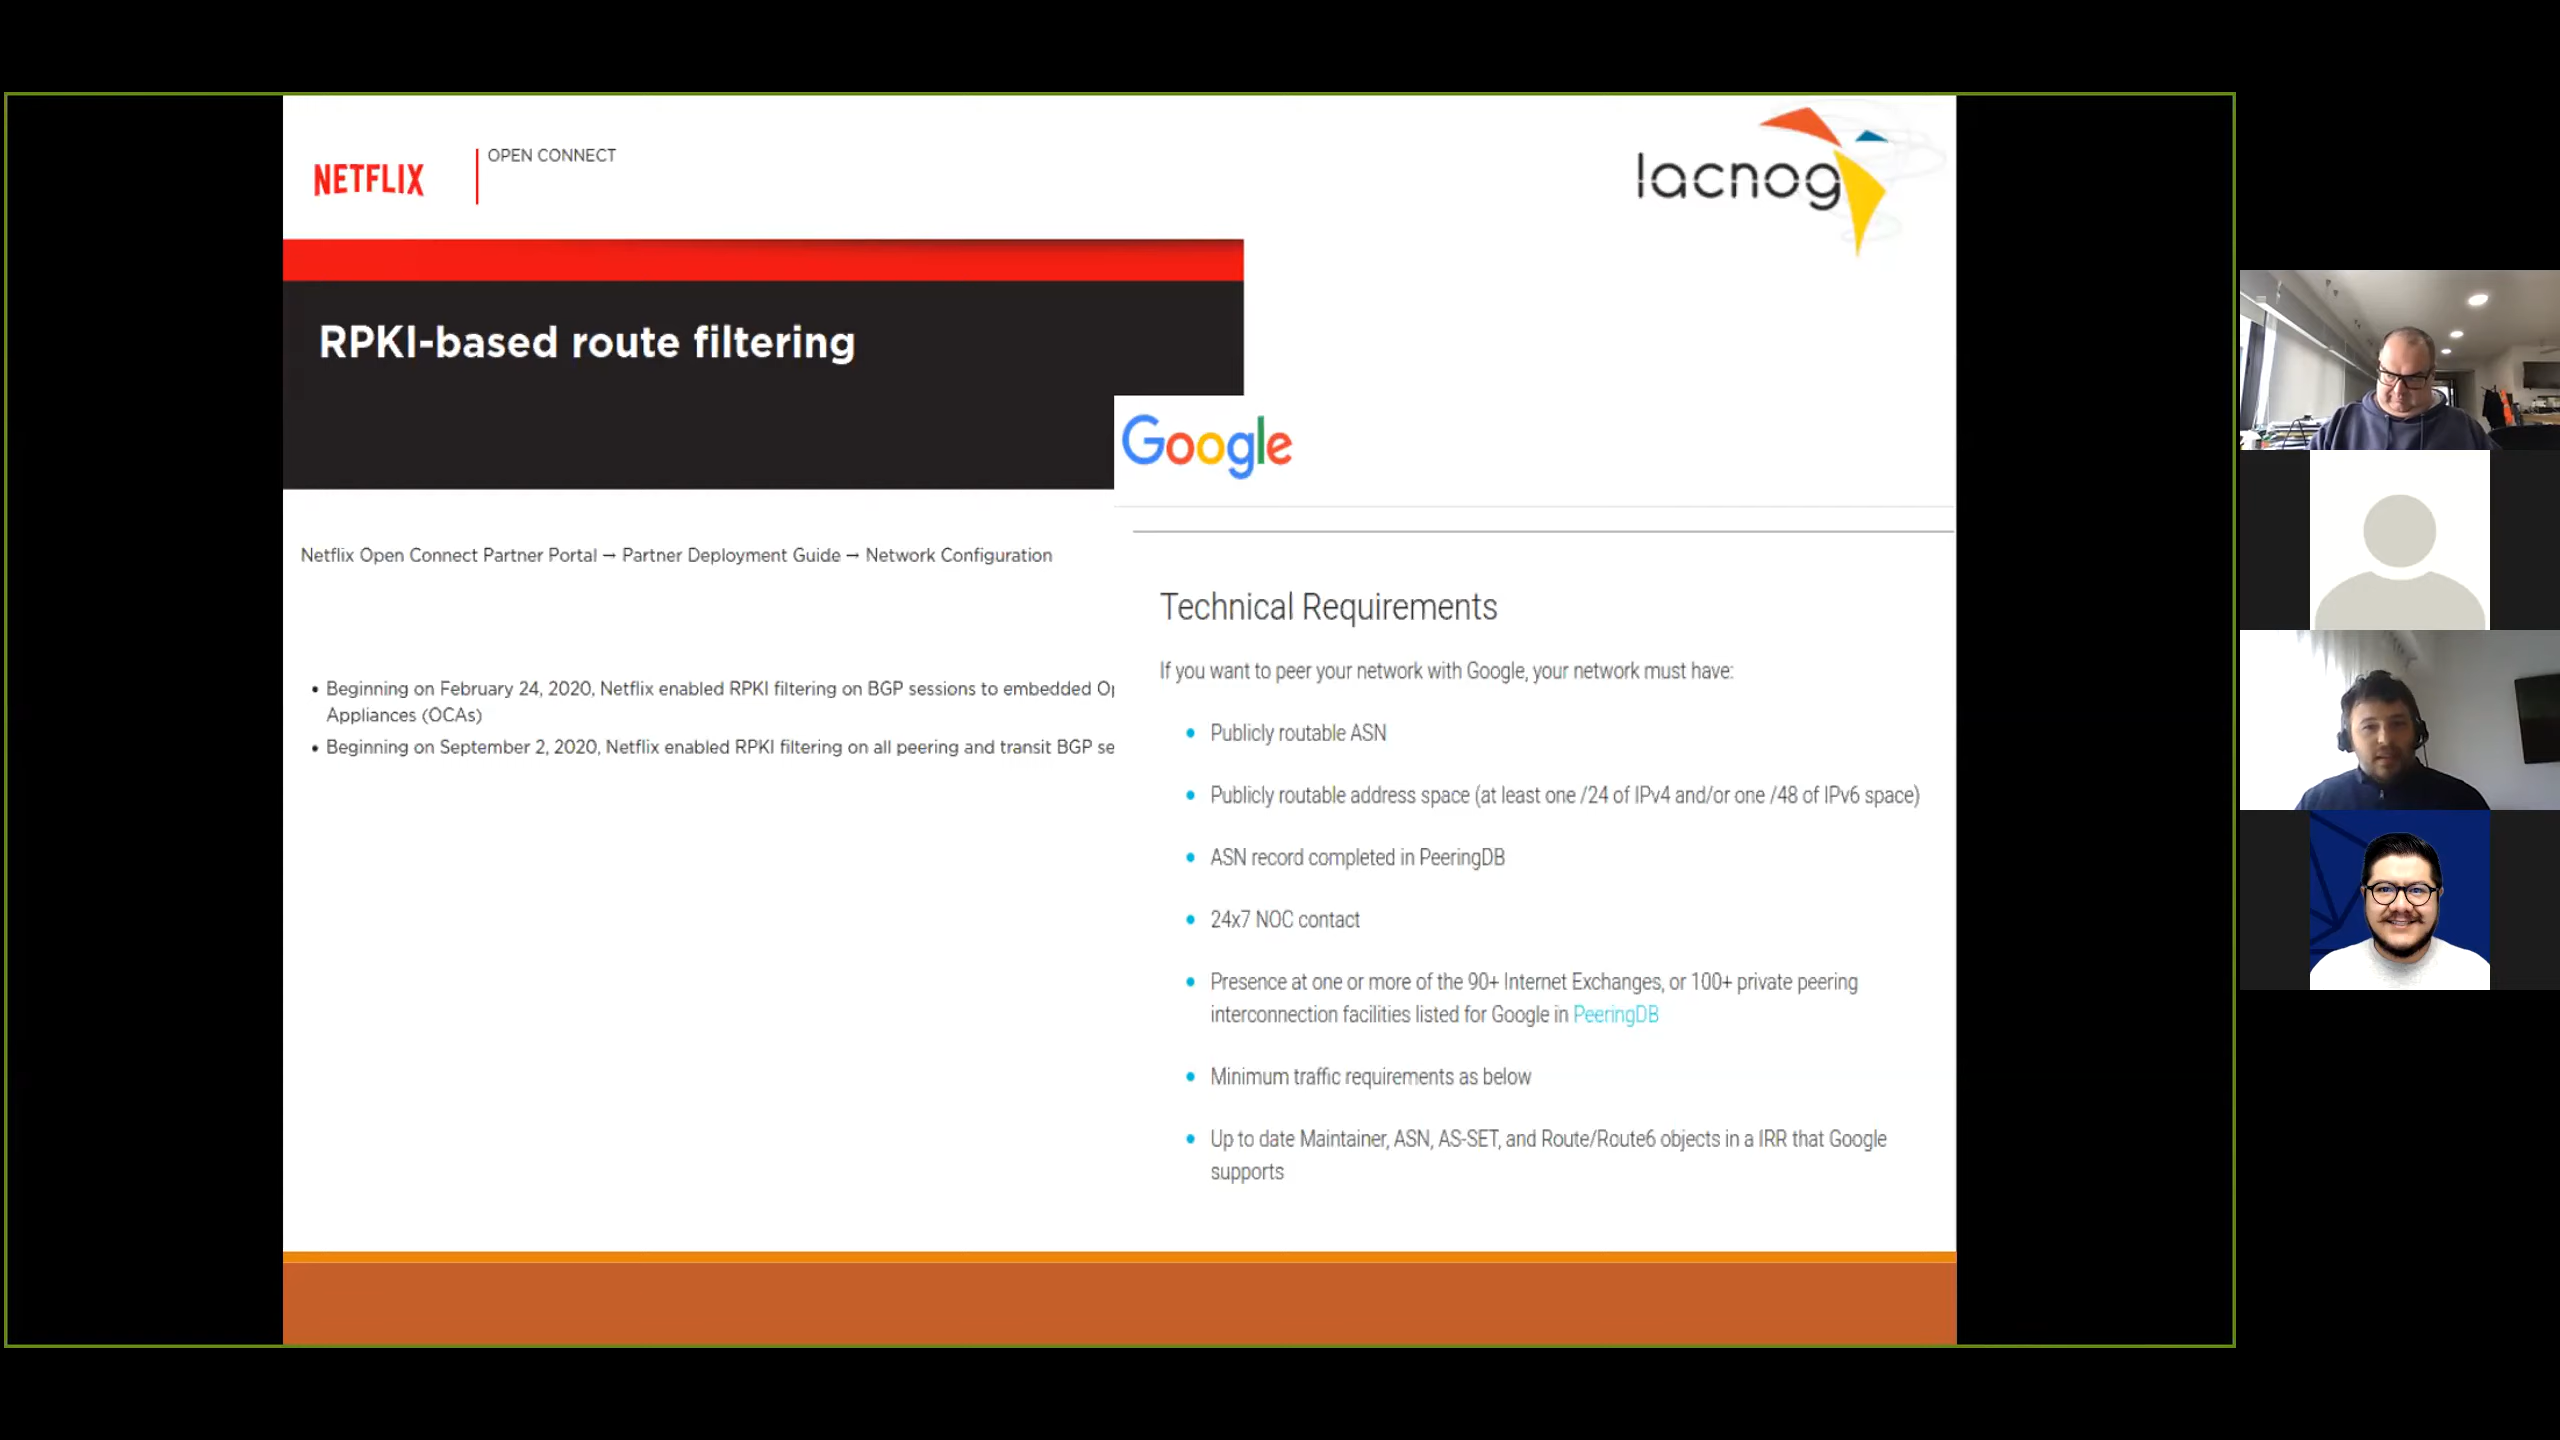 NETFLIX
OPEN CONNECT
lacnog
RPKI-based route filtering
Netflix Open Connect Partner Portal → Partner Deployment Guide → Network Configuration
• Beginning on February 24, 2020, Netflix enabled RPKI filtering on BGP sessions to embedded
Appliances (OCAs)
• Beginning on September 2, 2020, Netflix enabled RPKI filtering on all peering and transit BGP se
Google
Technical Requirements
If you want to peer your network with Google, your network must have:
• Publicly routable ASN
• Publicly routable address space (at least one /24 of IPv4 and/or one /48 of IPv6 space)
• ASN record completed in PeeringDB
• 24x7 NOC contact
• Presence at one or more of the 90+ Internet Exchanges, or 100+ private peering
interconnection facilities listed for Google in PeeringDB
• Minimum traffic requirements as below
• Up to date Maintainer, ASN, AS-SET, and Route/Route6 objects in a IRR that Google
supports